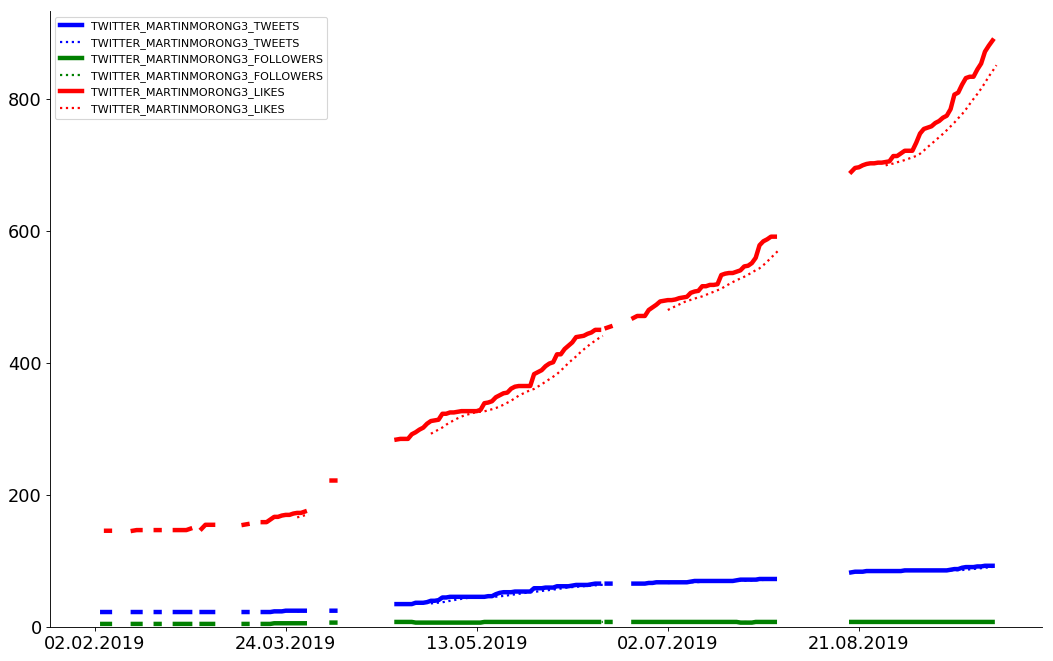 TWITTER_MARTINMORONG3_TWEETS
TWITTER_MARTINMORONG3_TWEETS
TWITTER_MARTINMORONG3_FOLLOWERS
TWITTER_MARTINMORONG3_FOLLOWERS
TWITTER_MARTINMORONG3_LIKES
TWITTER_MARTINMORONG3_LIKES
800
600
400
200
0
02.02.2019 24.03.2019 13.05.2019 02.07.2019 21.08.2019